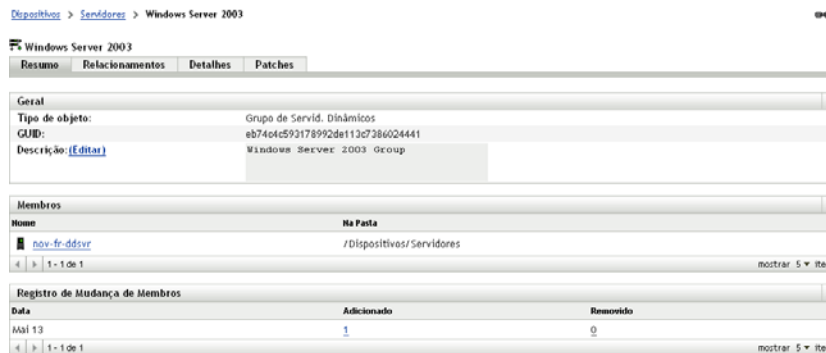 Dispositivos > Servidores > Windows Server 2003
Windows Server 2003
Resumo Relacionamentos Detalhes Patches
Geral
Tipo de objeto: Grupo de Servid. Dinâmicos
GUID: eb74c4c593178992de113c7386024441
Descrição: (Editar) Windows Server 2003 Group
Membros
Nome Na Pasta
nov-fr-ddsvr /Dispositivos/Servidores
1 - 1 de 1 mostrar 5 ite
Registro de Mudança de Membros
Data Adicionado Removido
Mai 13 1 0
1 - 1 de 1 mostrar 5 ite